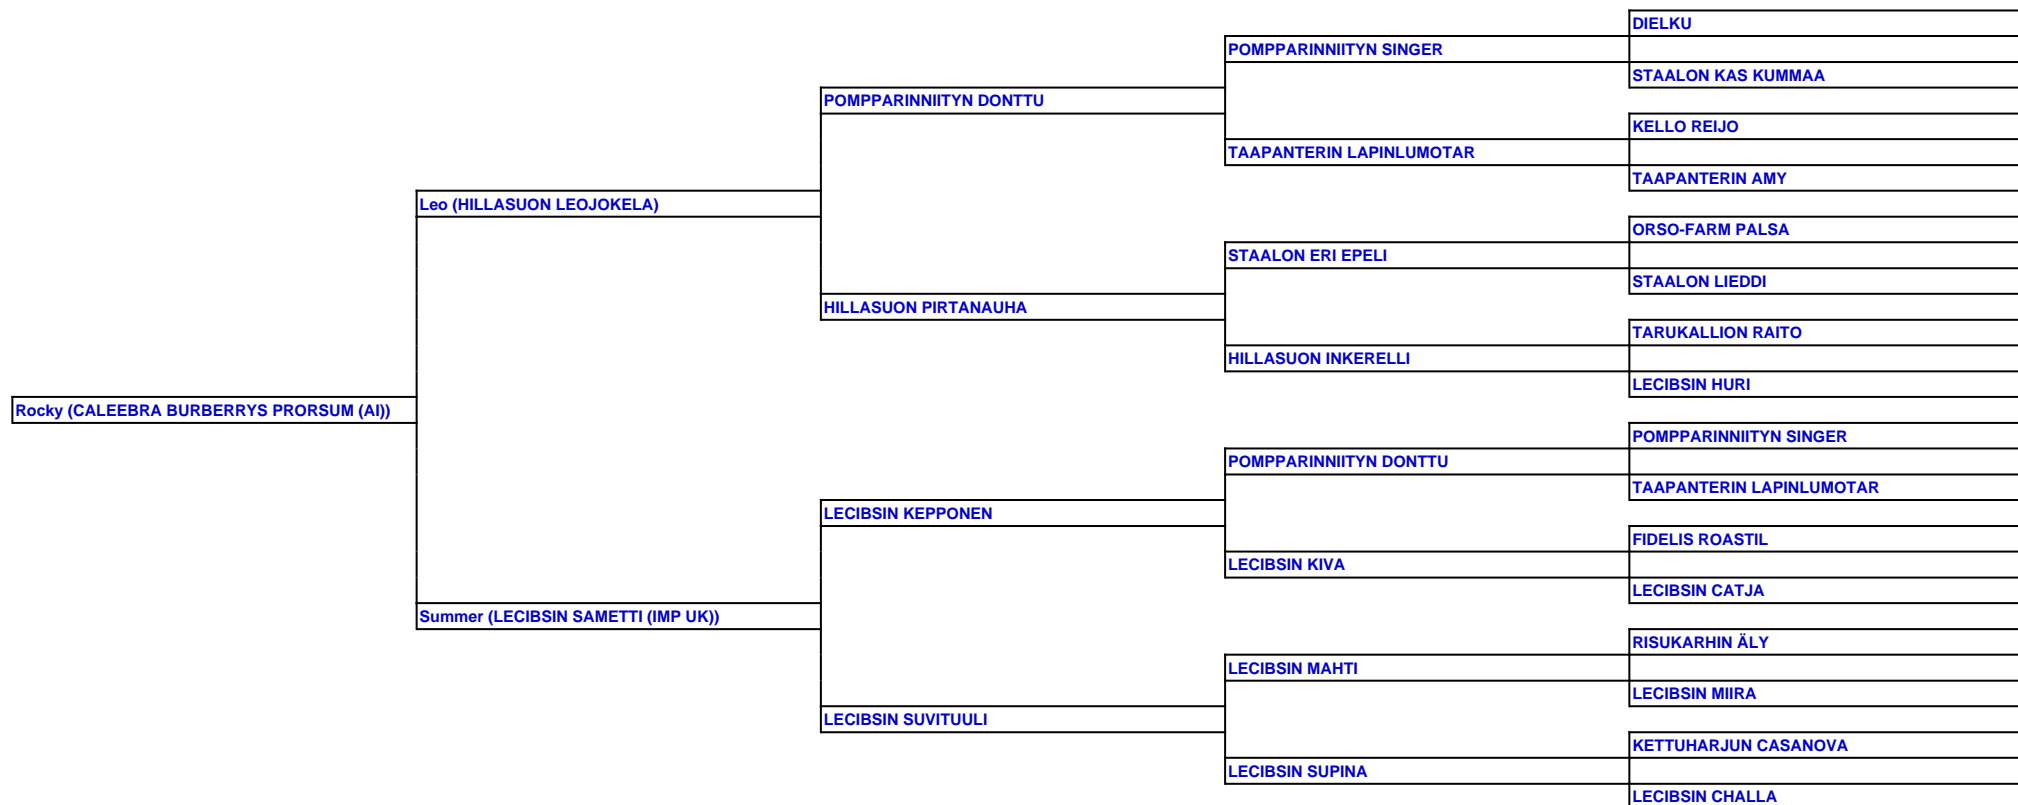 DIELKU
POMPPARINNIITYN SINGER
STAALON KAS KUMMAA
POMPPARINNIITYN DONTTU
KELLO REIJO
TAAPANTERIN LAPINLUMOTAR
TAAPANTERIN AMY
Leo (HILLASUON LEOJOKELA)
ORSO-FARM PALSA
STAALON ERI EPELI
STAALON LIEDDI
HILLASUON PIRTANAUHA
TARUKALLION RAITO
HILLASUON INKERELLI
LECIBSIN HURI
Rocky (CALEEBRA BURBERRYS PRORSUM (AI))
POMPPARINNIITYN SINGER
POMPPARINNIITYN DONTTU
TAAPANTERIN LAPINLUMOTAR
LECIBSIN KEPPONEN
FIDELIS ROASTIL
LECIBSIN KIVA
LECIBSIN CATJA
Summer (LECIBSIN SAMETTI (IMP UK))
RISUKARHIN ÄLY
LECIBSIN MAHTI
LECIBSIN MIIRA
LECIBSIN SUVITUULI
KETTUHARJUN CASANOVA
LECIBSIN SUPINA
LECIBSIN CHALLA